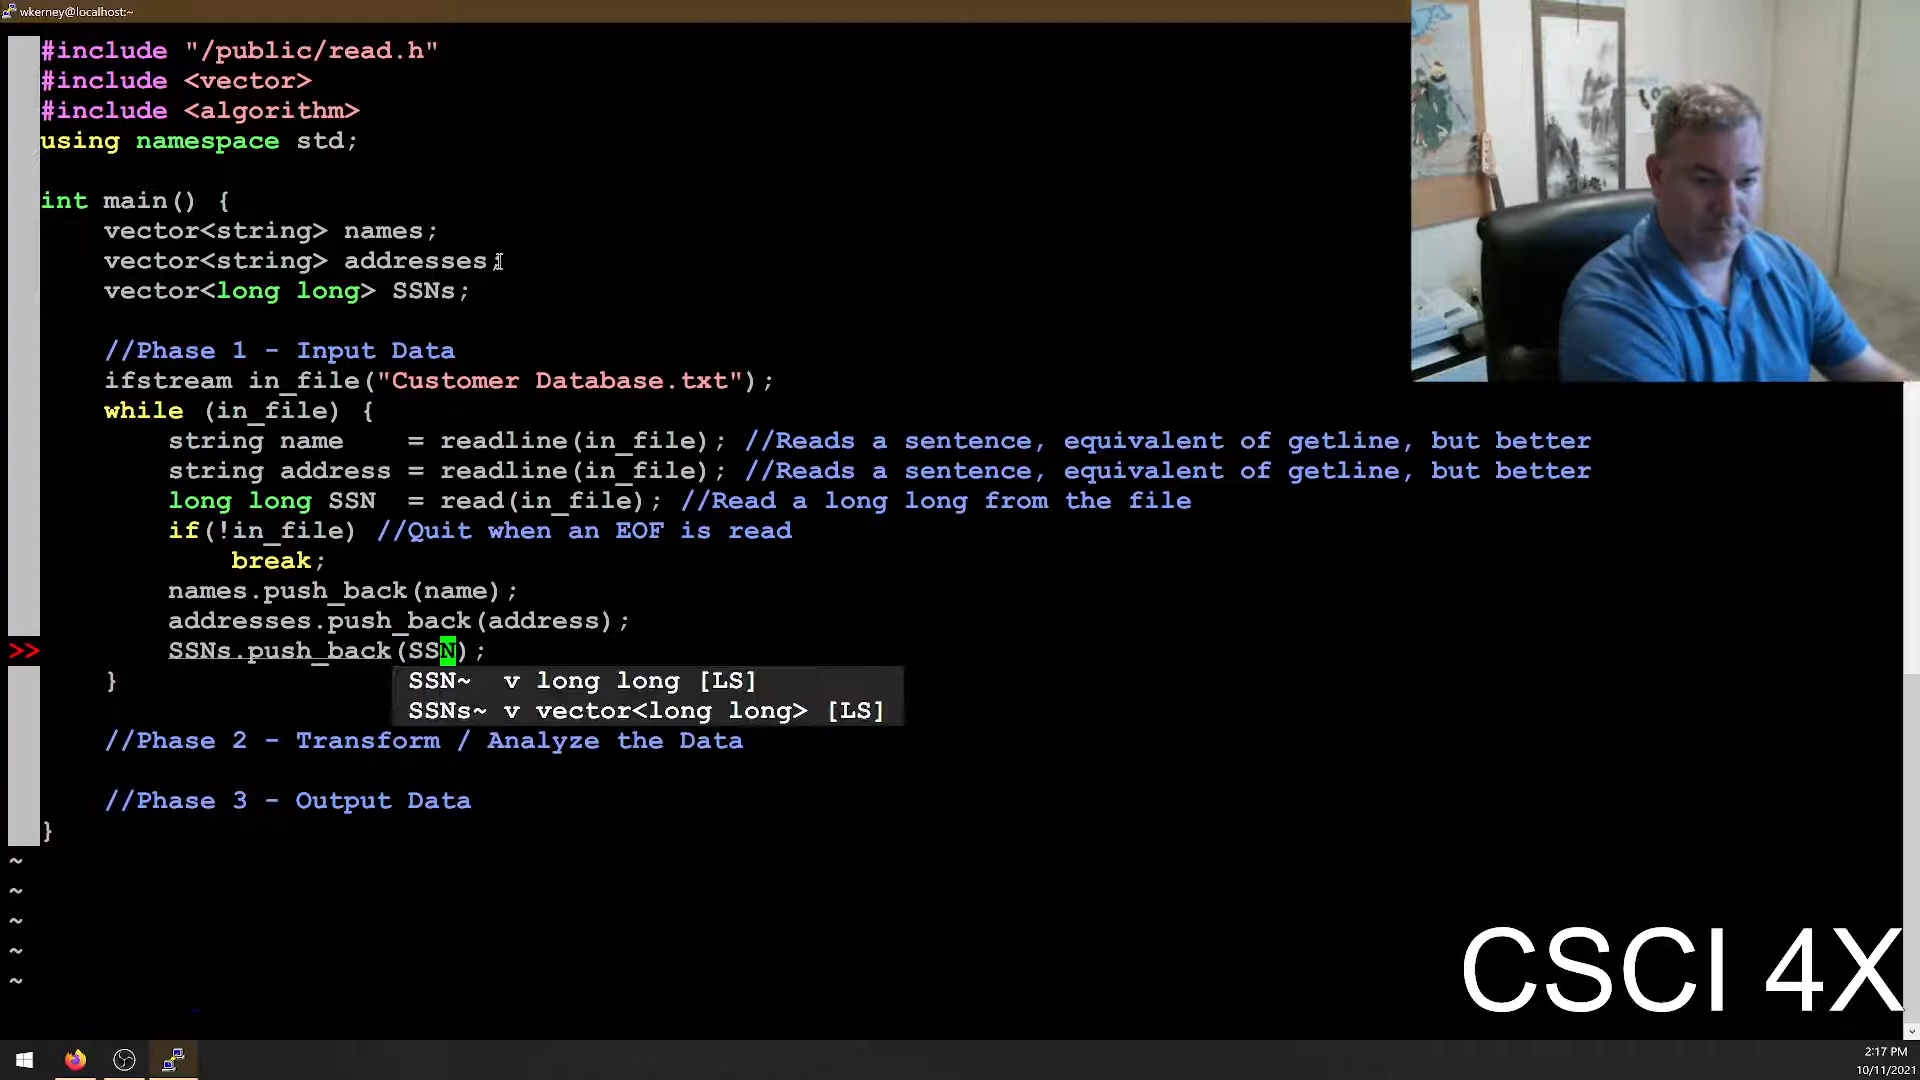 wkerney@localhost:~
#include "/public/read.h"
#include <vector>
#include <algorithm>
using namespace std;
int main() {
    vector<string> names;
    vector<string> addresses;
    vector<long long> SSNs;
    //Phase 1 - Input Data
    ifstream in_file("Customer Database.txt");
    while (in_file) {
        string name    = readline(in_file); //Reads a sentence, equivalent of getline, but better
        string address = readline(in_file); //Reads a sentence, equivalent of getline, but better
        long long SSN  = read(in_file); //Read a long long from the file
        if(!in_file) //Quit when an EOF is read
            break;
        names.push_back(name);
        addresses.push_back(address);
>>      SSNs.push_back(SSN);
    }
SSN~  v long long [LS]
SSNs~ v vector<long long> [LS]
    //Phase 2 - Transform / Analyze the Data
    //Phase 3 - Output Data
}
~
~
~
~
~
CSCI 4X
2:17 PM
10/11/2021